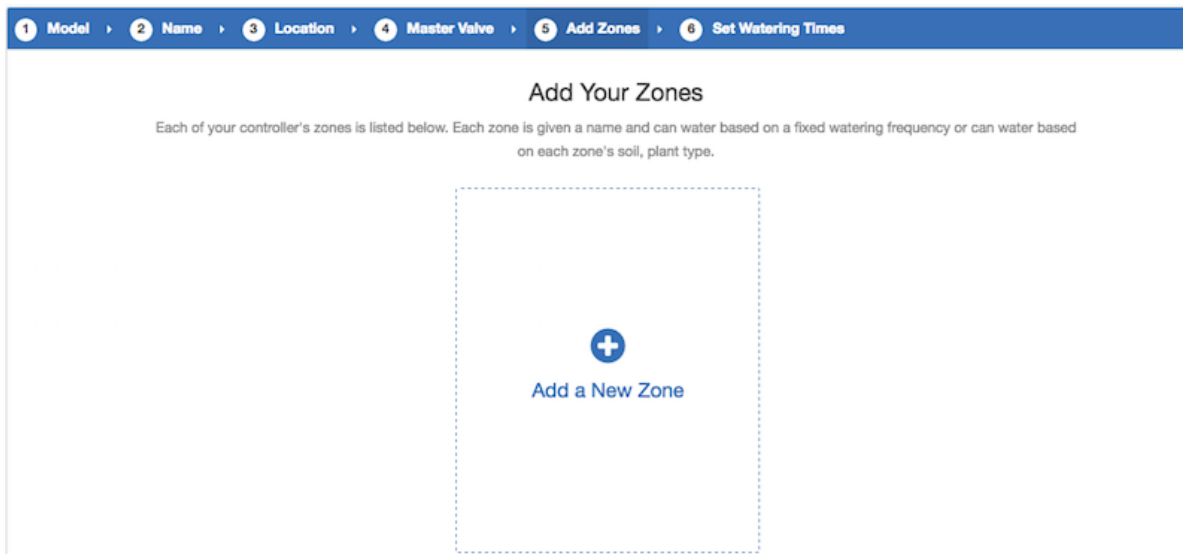 1 Model 2 Name 3 Location 4 Master Valve 5 Add Zones 6 Set Watering Times
Add Your Zones
Each of your controller's zones is listed below. Each zone is given a name and can water based on a fixed watering frequency or can water based
on each zone's soil, plant type.
Add a New Zone